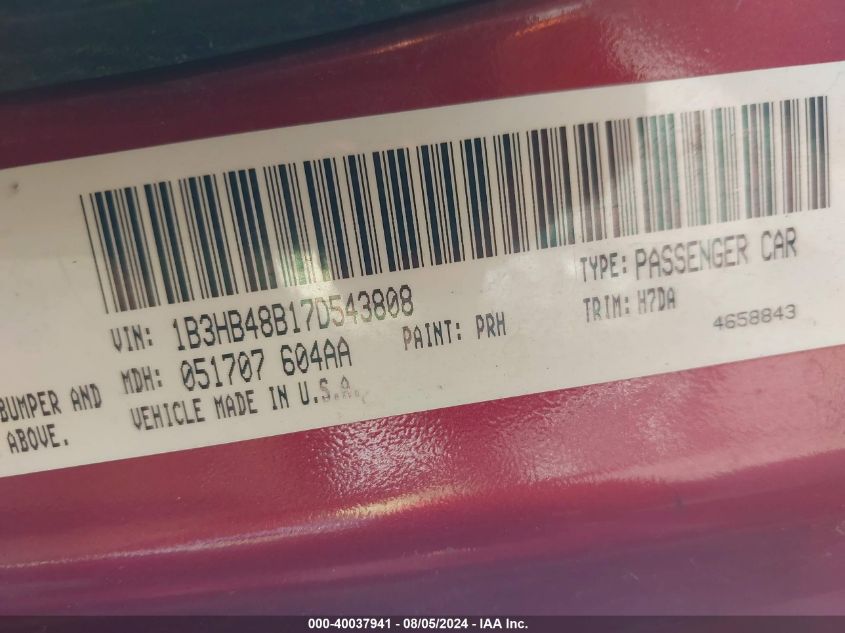 VIN: 1B3HB48B17D543808
TYPE: PASSENGER CAR
MDH: 051707 604AA
PAINT: PRH
TRIM: H7DA
BUMPER AND
VEHICLE MADE IN U.S.A.
4658843
ABOVE.
000-40037941 - 08/05/2024 - IAA Inc.